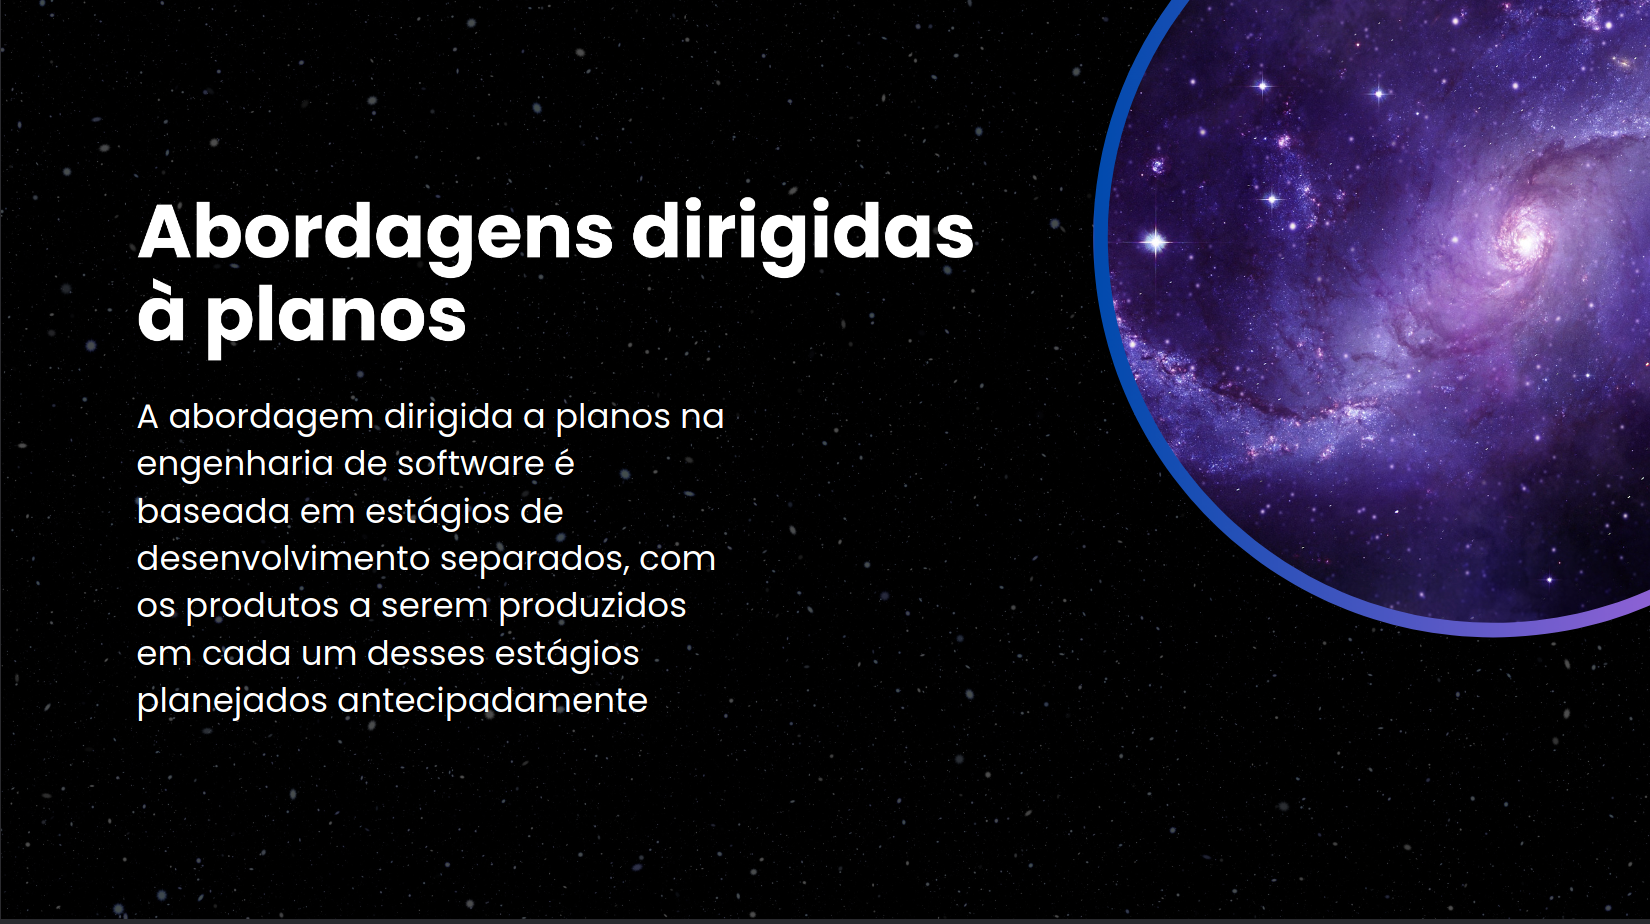 Abordagens dirigidas
à planos
A abordagem dirigida a planos na
engenharia de software é
baseada em estágios de
desenvolvimento separados, com
os produtos a serem produzidos
em cada um desses estágios
planejados antecipadamente